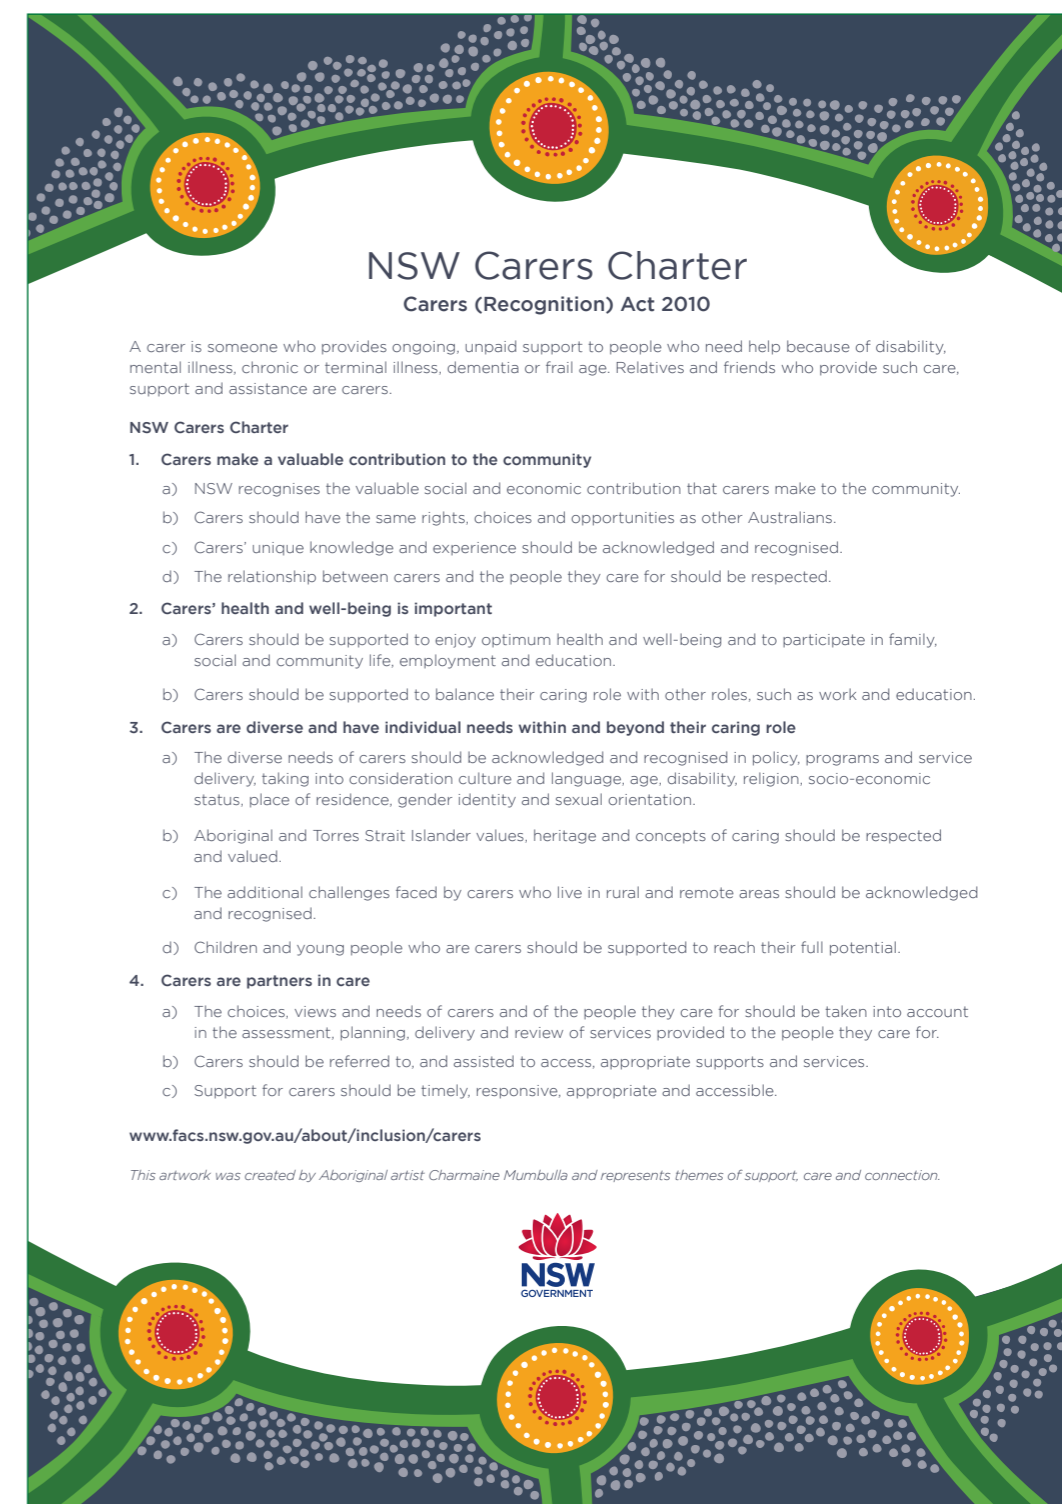 NSW Carers Charter
Carers (Recognition) Act 2010
A carer is someone who provides ongoing, unpaid support to people who need help because of disability,
mental illness, chronic or terminal illness, dementia or frail age. Relatives and friends who provide such care,
support and assistance are carers.
NSW Carers Charter
1. Carers make a valuable contribution to the community
a) NSW recognises the valuable social and economic contribution that carers make to the community.
b) Carers should have the same rights, choices and opportunities as other Australians.
c) Carers’ unique knowledge and experience should be acknowledged and recognised.
d) The relationship between carers and the people they care for should be respected.
2. Carers’ health and well-being is important
a) Carers should be supported to enjoy optimum health and well-being and to participate in family,
social and community life, employment and education.
b) Carers should be supported to balance their caring role with other roles, such as work and education.
3. Carers are diverse and have individual needs within and beyond their caring role
a) The diverse needs of carers should be acknowledged and recognised in policy, programs and service
delivery, taking into consideration culture and language, age, disability, religion, socio-economic
status, place of residence, gender identity and sexual orientation.
b) Aboriginal and Torres Strait Islander values, heritage and concepts of caring should be respected
and valued.
c) The additional challenges faced by carers who live in rural and remote areas should be acknowledged
and recognised.
d) Children and young people who are carers should be supported to reach their full potential.
4. Carers are partners in care
a) The choices, views and needs of carers and of the people they care for should be taken into account
in the assessment, planning, delivery and review of services provided to the people they care for.
b) Carers should be referred to, and assisted to access, appropriate supports and services.
c) Support for carers should be timely, responsive, appropriate and accessible.
www.facs.nsw.gov.au/about/inclusion/carers
This artwork was created by Aboriginal artist Charmaine Mumbulla and represents themes of support, care and connection.
NSW
GOVERNMENT